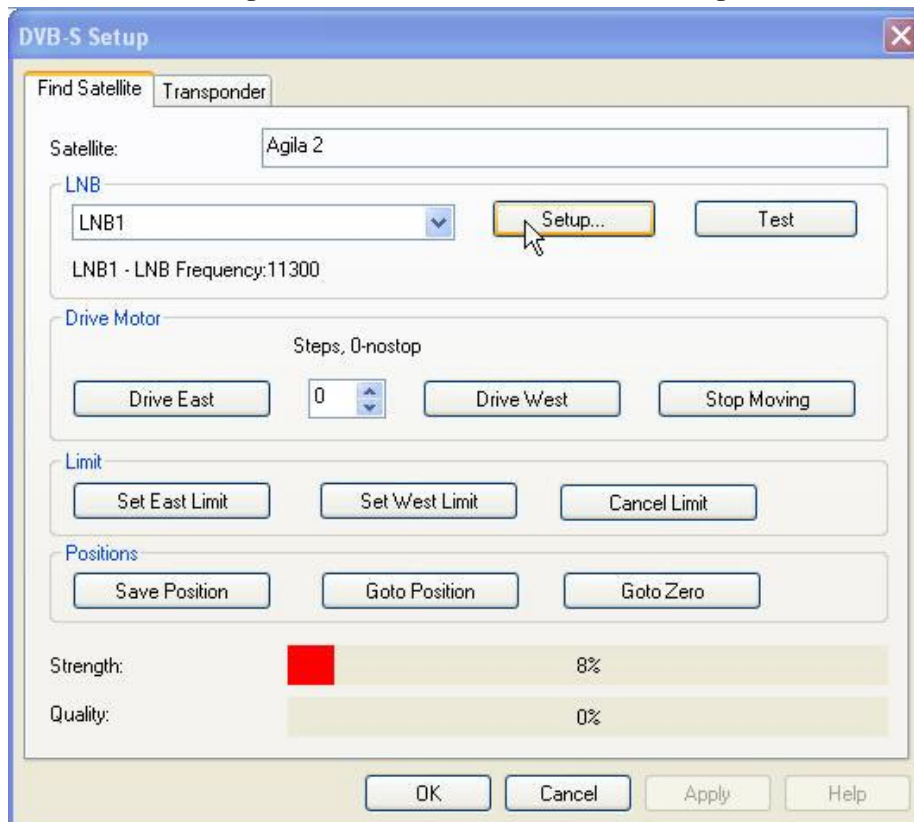 DVB-S Setup
Find Satellite Transponder
Satellite: Agila 2
LNB
LNB1 Setup... Test
LNB1 - LNB Frequency:11300
Drive Motor
Steps, 0-nostop
Drive East 0 Drive West Stop Moving
Limit
Set East Limit Set West Limit Cancel Limit
Positions
Save Position Goto Position Goto Zero
Strength: 8%
Quality: 0%
OK Cancel Apply Help